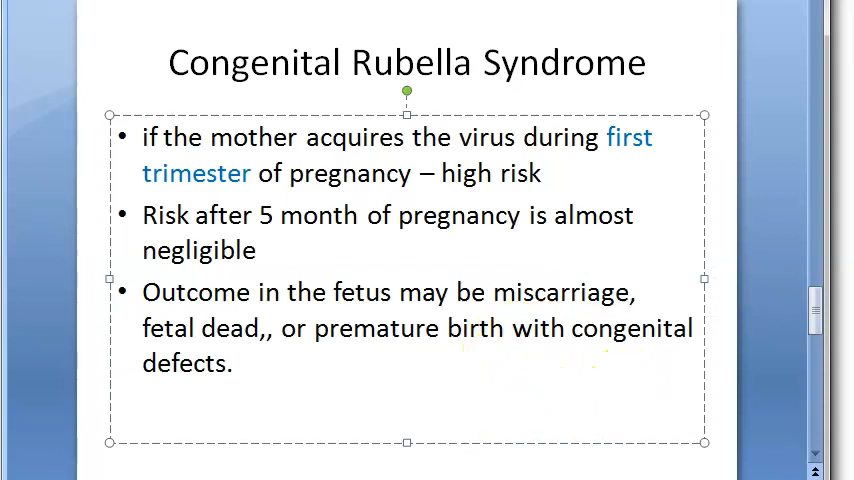 Congenital Rubella Syndrome
• if the mother acquires the virus during first
trimester of pregnancy – high risk
• Risk after 5 month of pregnancy is almost
negligible
• Outcome in the fetus may be miscarriage,
fetal dead,, or premature birth with congenital
defects.